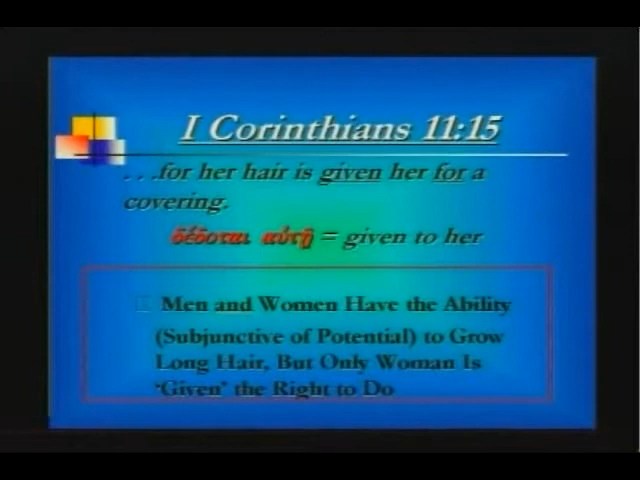 I Corinthians 11:15
. . .for her hair is given her for a
covering.
δέδοται αὐτῇ = given to her
Men and Women Have the Ability
(Subjunctive of Potential) to Grow
Long Hair, But Only Woman Is
‘Given’ the Right to Do